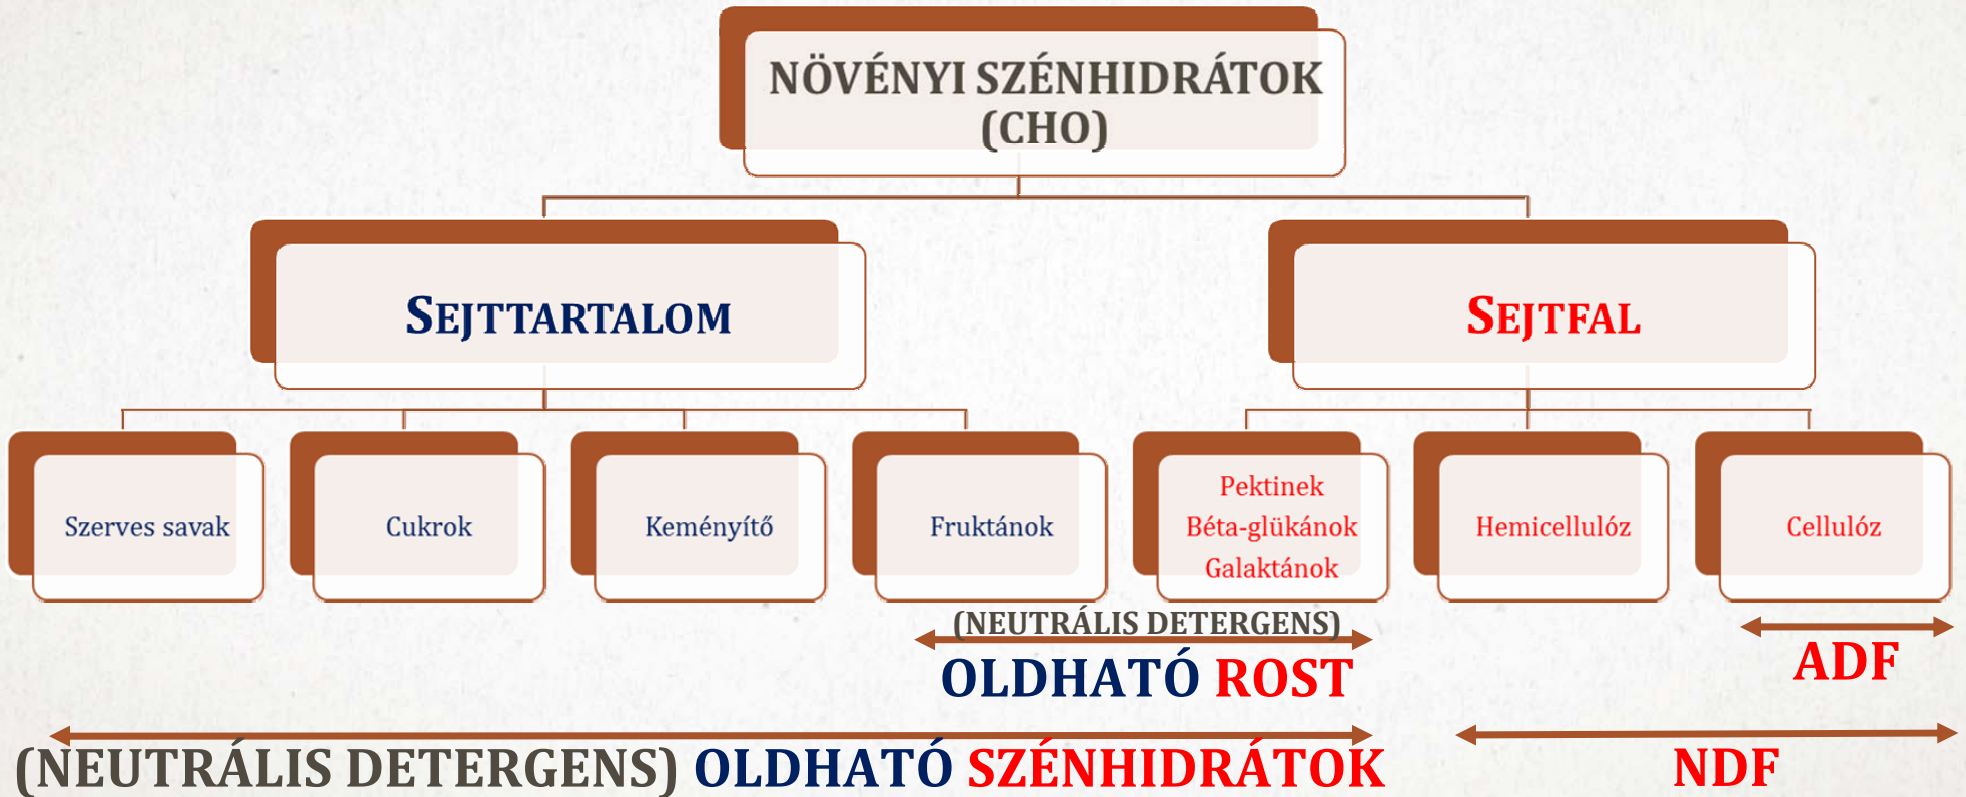 NÖVÉNYI SZÉNHIDRÁTOK
(CHO)
SEJTTARTALOM
SEJTFAL
Szerves savak
Cukrok
Keményítő
Fruktánok
Pektinek
Béta-glükánok
Galaktánok
Hemicellulóz
Cellulóz
(NEUTRÁLIS DETERGENS)
OLDHATÓ ROST
ADF
(NEUTRÁLIS DETERGENS) OLDHATÓ SZÉNHIDRÁTOK
NDF